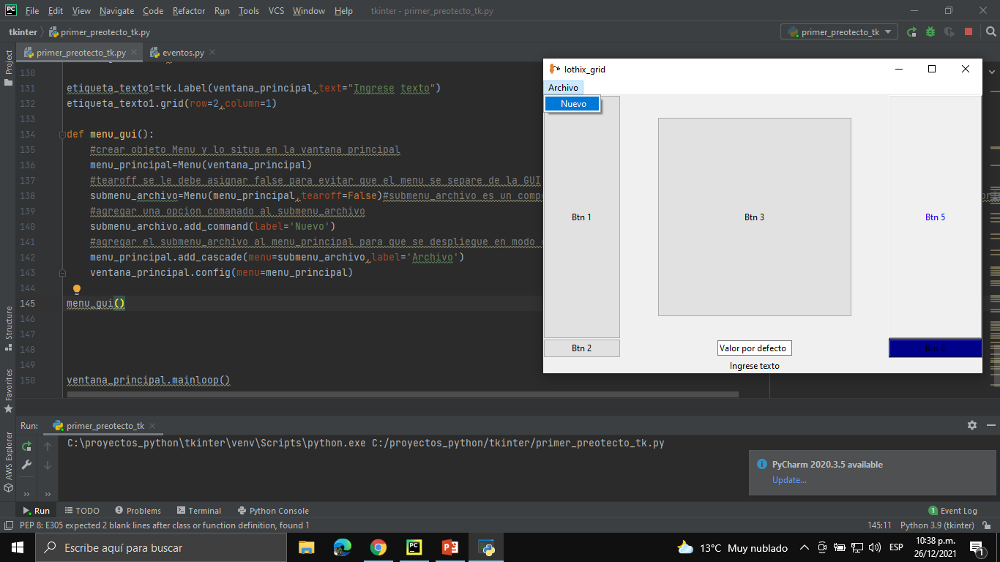 File Edit View Navigate Code Refactor Run Tools VCS Window Help tkinter - primer_preotecto_tk.py
tkinter primer_preotecto_tk.py primer_preotecto_tk
primer_preotecto_tk.py eventos.py
Project
Structure
Favorites
AWS Explorer
130
131 etiqueta_texto1=tk.Label(ventana_principal,text="Ingrese texto")
132 etiqueta_texto1.grid(row=2,column=1)
133
134 def menu_gui():
135 #crear objeto Menu y lo situa en la vantana principal
136 menu_principal=Menu(ventana_principal)
137 #tearoff se le debe asignar false para evitar que el menu se separe de la GUI
138 submenu_archivo=Menu(menu_principal,tearoff=False)#submenu_archivo es un compo
139 #agregar una opcion comanado al submenu_archivo
140 submenu_archivo.add_command(label='Nuevo')
141 #agregar el submenu_archivo al menu_principal para que se despliegue en modo
142 menu_principal.add_cascade(menu=submenu_archivo,label='Archivo')
143 ventana_principal.config(menu=menu_principal)
144
145 menu_gui()
146
147
148
149
150 ventana_principal.mainloop()
lothix_grid
Archivo
Nuevo
Btn 1 Btn 3 Btn 5
Btn 2 Valor por defecto
Ingrese texto
Run: primer_preotecto_tk
C:\proyectos_python\tkinter\venv\Scripts\python.exe C:/proyectos_python/tkinter/primer_preotecto_tk.py
PyCharm 2020.3.5 available
Update...
Run TODO Problems Terminal Python Console 1 Event Log
PEP 8: E305 expected 2 blank lines after class or function definition, found 1 145:11 Python 3.9 (tkinter)
Escribe aquí para buscar 13°C Muy nublado ESP 10:38 p.m. 1
26/12/2021